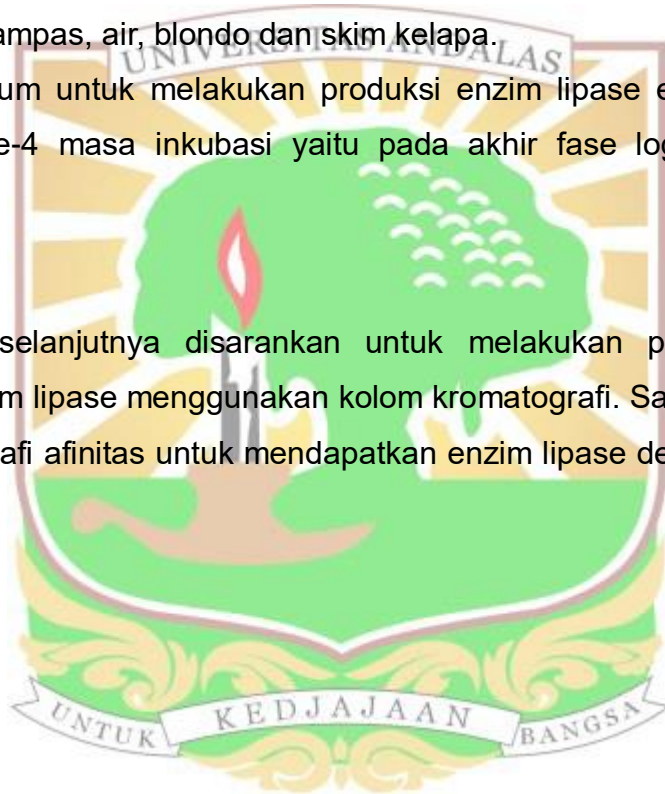 ampas, air, blondo dan skim kelapa.
UNIVERSITAS ANDALAS
um untuk melakukan produksi enzim lipase e
e-4 masa inkubasi yaitu pada akhir fase log
selanjutnya disarankan untuk melakukan p
m lipase menggunakan kolom kromatografi. Sa
afi afinitas untuk mendapatkan enzim lipase de
UNTUK KEDJAJAAN BANGSA